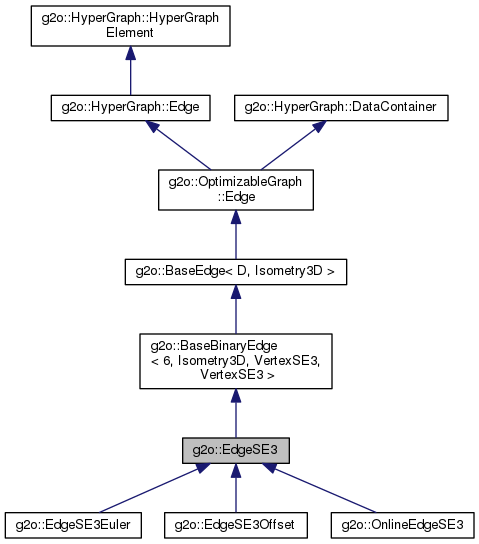 g2o::HyperGraph::HyperGraph
Element
g2o::HyperGraph::Edge
g2o::HyperGraph::DataContainer
g2o::OptimizableGraph
::Edge
g2o::BaseEdge< D, Isometry3D >
g2o::BaseBinaryEdge
< 6, Isometry3D, VertexSE3,
VertexSE3 >
g2o::EdgeSE3
g2o::EdgeSE3Euler
g2o::EdgeSE3Offset
g2o::OnlineEdgeSE3